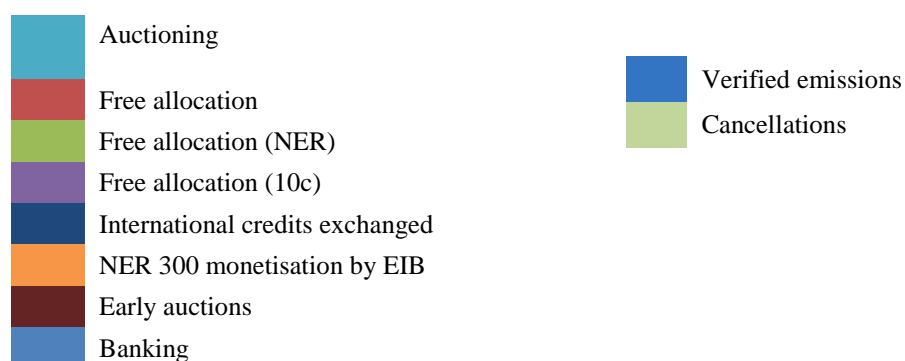 Auctioning
Free allocation
Free allocation (NER)
Free allocation (10c)
International credits exchanged
NER 300 monetisation by EIB
Early auctions
Banking
Verified emissions
Cancellations